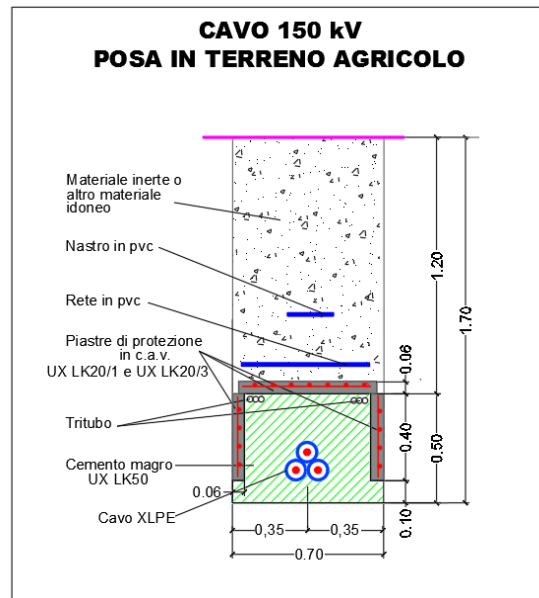 CAVO 150 kV
POSA IN TERRENO AGRICOLO
Materiale inerte o
altro materiale
idoneo
Nastro in pvc
Rete in pvc
Piastre di protezione
in c.a.v.
UX LK20/1 e UX LK20/3
Tritubo
Cemento magro
UX LK50
0.06
Cavo XLPE
0,35
0,35
0.70
1.20
1.70
0.06
0.40
0.50
0.10